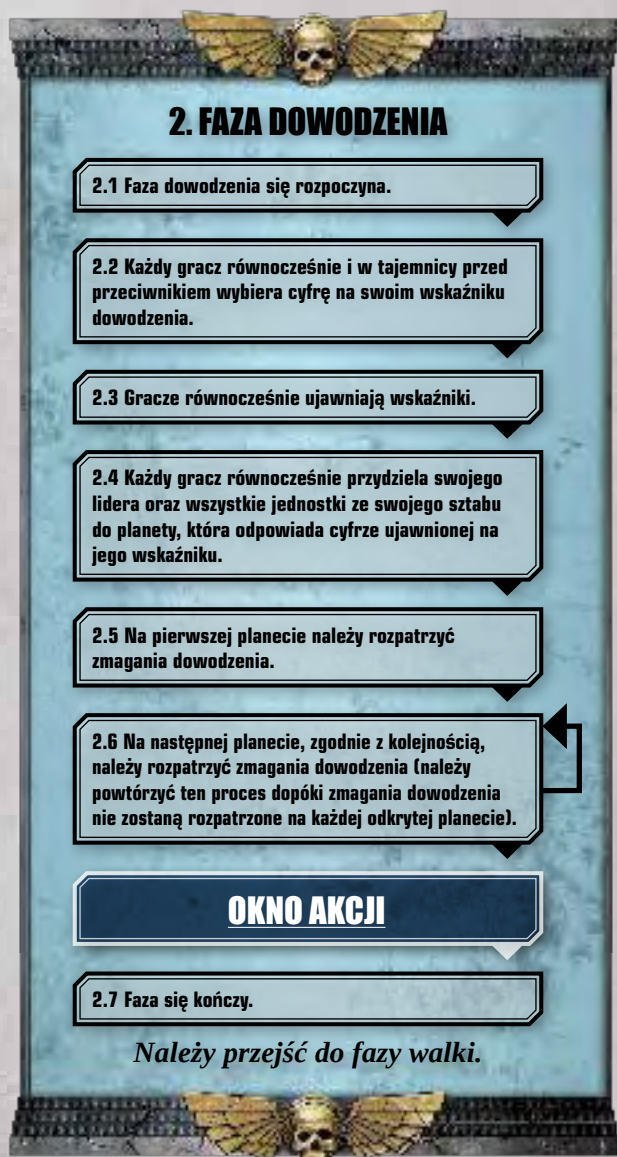 2. FAZA DOWODZENIA
2.1 Faza dowodzenia się rozpoczyna.
2.2 Każdy gracz równocześnie i w tajemnicy przed
przeciwnikiem wybiera cyfrę na swoim wskaźniku
dowodzenia.
2.3 Gracze równocześnie ujawniają wskaźniki.
2.4 Każdy gracz równocześnie przydziela swojego
lidera oraz wszystkie jednostki ze swojego sztabu
do planety, która odpowiada cyfrze ujawnionej na
jego wskaźniku.
2.5 Na pierwszej planecie należy rozpatrzyć
zmagania dowodzenia.
2.6 Na następnej planecie, zgodnie z kolejnością,
należy rozpatrzyć zmagania dowodzenia (należy
powtórzyć ten proces dopóki zmagania dowodzenia
nie zostaną rozpatrzone na każdej odkrytej planecie).
OKNO AKCJI
2.7 Faza się kończy.
Należy przejść do fazy walki.